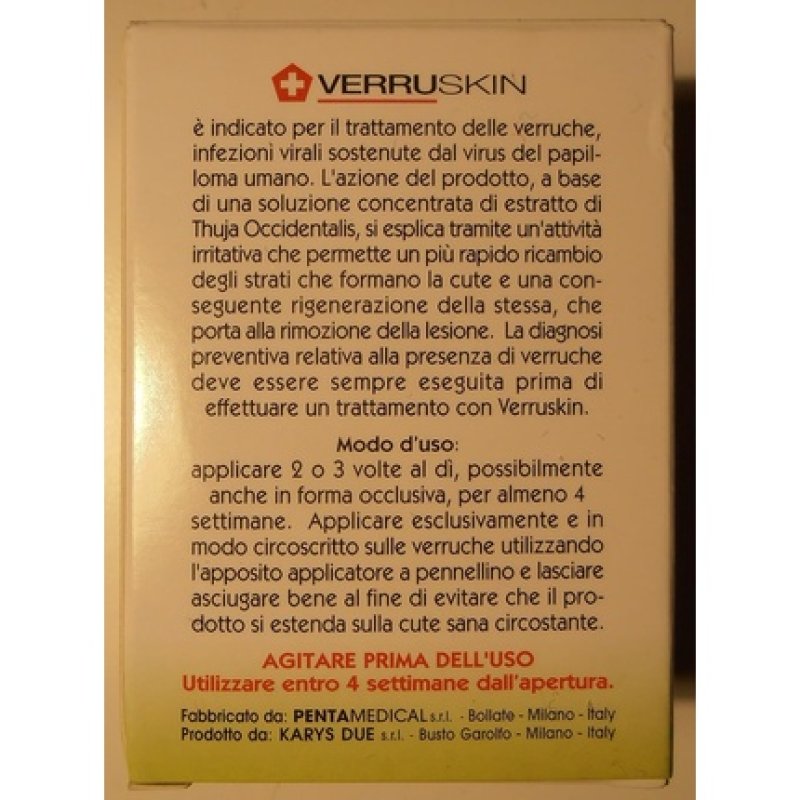 VERRUSKIN
è indicato per il trattamento delle verruche,
infezioni virali sostenute dal virus del papil-
loma umano. L'azione del prodotto, a base
di una soluzione concentrata di estratto di
Thuja Occidentalis, si esplica tramite un'attività
irritativa che permette un più rapido ricambio
degli strati che formano la cute e una con-
seguente rigenerazione della stessa, che
porta alla rimozione della lesione. La diagnosi
preventiva relativa alla presenza di verruche
deve essere sempre eseguita prima di
effettuare un trattamento con Verruskin.
Modo d'uso:
applicare 2 o 3 volte al dì, possibilmente
anche in forma occlusiva, per almeno 4
settimane. Applicare esclusivamente e in
modo circoscritto sulle verruche utilizzando
l'apposito applicatore a pennellino e lasciare
asciugare bene al fine di evitare che il pro-
dotto si estenda sulla cute sana circostante.
AGITARE PRIMA DELL'USO
Utilizzare entro 4 settimane dall'apertura.
Fabbricato da: PENTAMEDICAL s.r.l. - Bollate - Milano - Italy
Prodotto da: KARYS DUE s.r.l. - Busto Garolfo - Milano - Italy